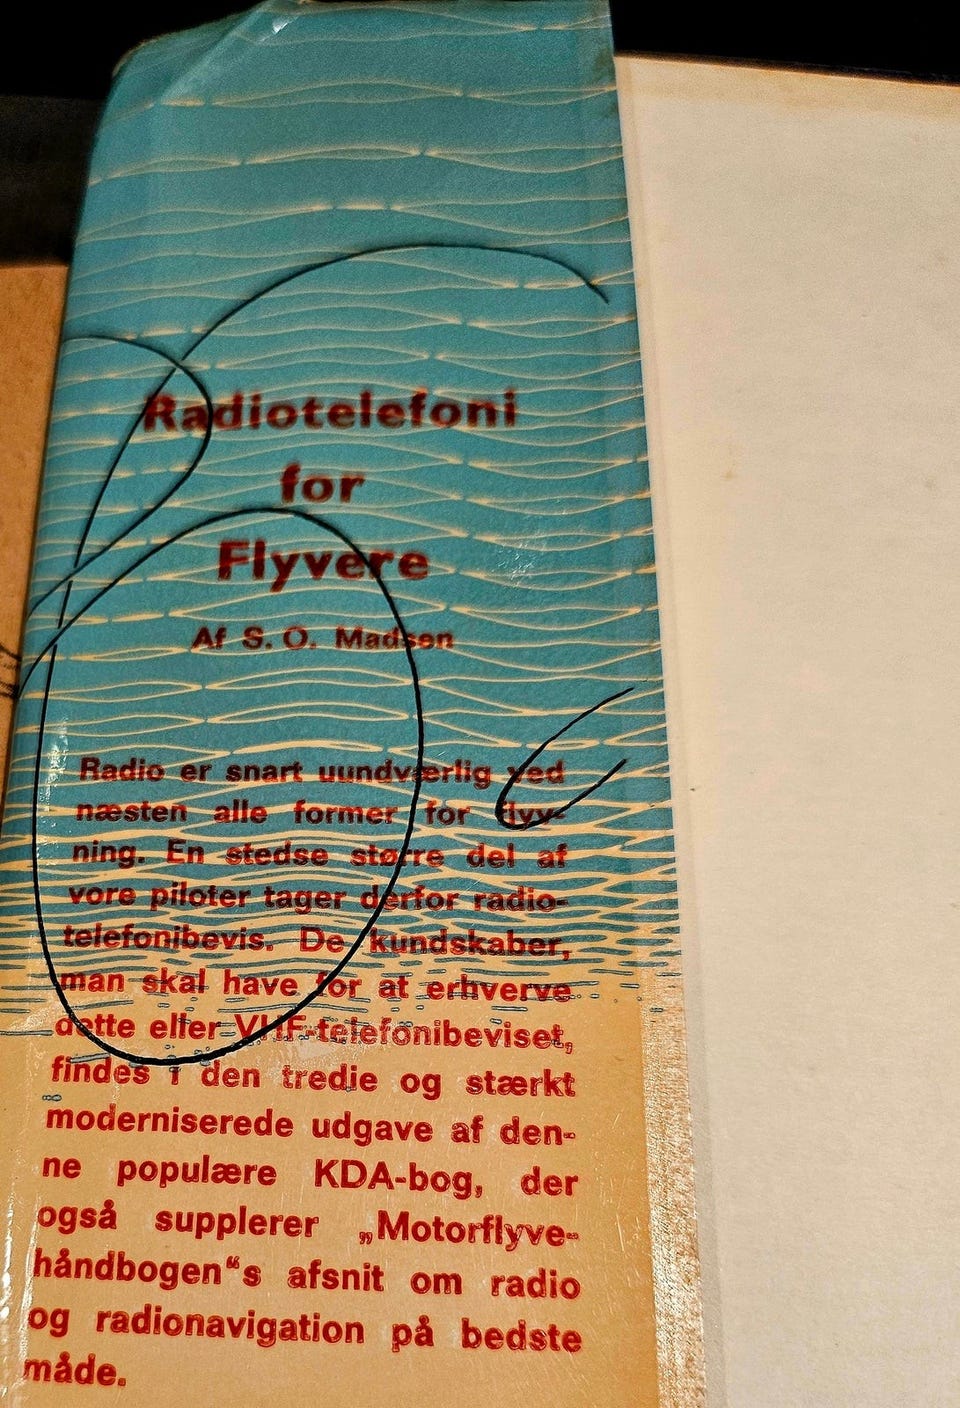 Radiotelefoni
for
Flyvere
Af S. O. Madsen
Radio er snart uundværlig ved
næsten alle former for flyv-
ning. En stedse større del af
vore piloter tager derfor radio-
telefonibevis. De kundskaber,
man skal have for at erhverve
dette eller VHF-telefonibeviset,
findes i den tredie og stærkt
moderniserede udgave af den-
ne populære KDA-bog, der
også supplerer „Motorflyve-
håndbogen“s afsnit om radio
og radionavigation på bedste
måde.